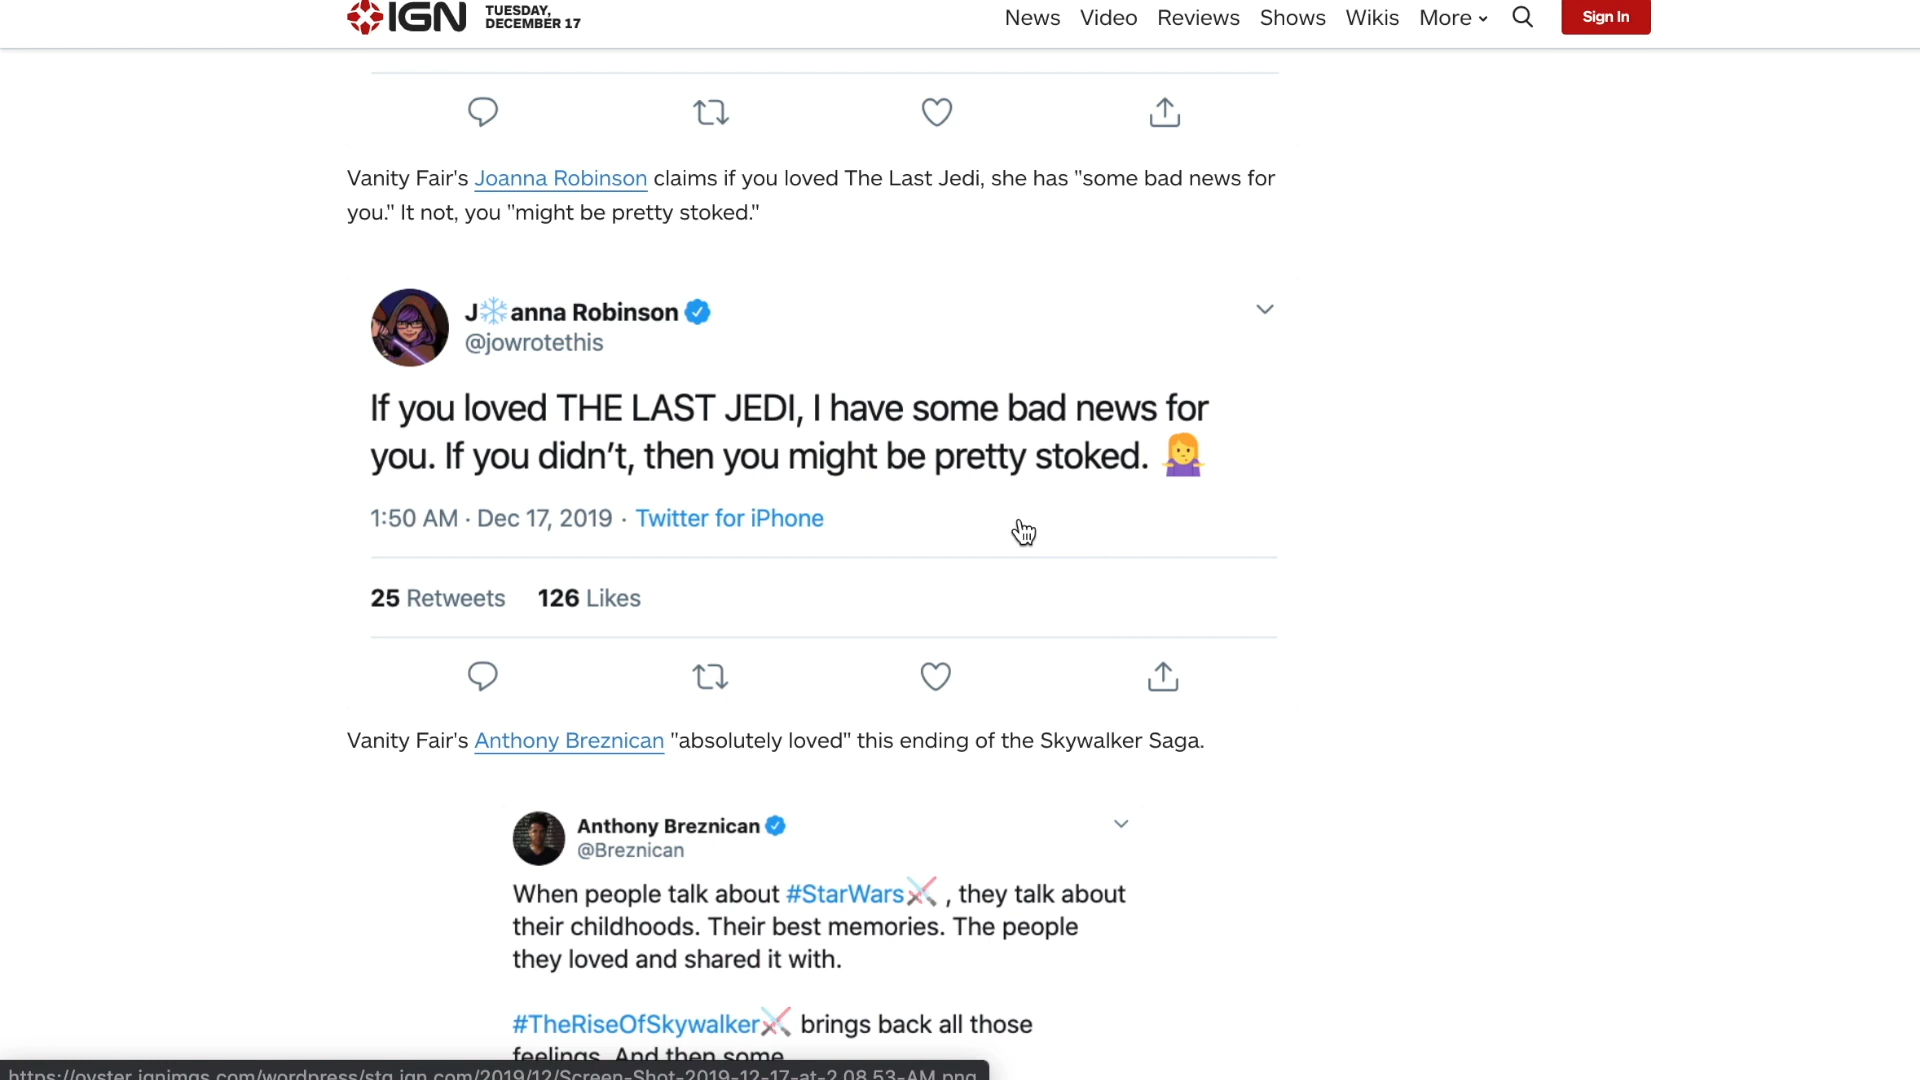 IGN
TUESDAY,
DECEMBER 17
News Video Reviews Shows Wikis More
Sign In
Vanity Fair's Joanna Robinson claims if you loved The Last Jedi, she has "some bad news for
you." It not, you "might be pretty stoked."
J❄️anna Robinson
@jowrotethis
If you loved THE LAST JEDI, I have some bad news for
you. If you didn't, then you might be pretty stoked. 🤷‍♀️
1:50 AM · Dec 17, 2019 · Twitter for iPhone
25 Retweets 126 Likes
Vanity Fair's Anthony Breznican "absolutely loved" this ending of the Skywalker Saga.
Anthony Breznican
@Breznican
When people talk about #StarWars⚔️ , they talk about
their childhoods. Their best memories. The people
they loved and shared it with.
#TheRiseOfSkywalker⚔️ brings back all those
feelings. And then some.
https://oyster.ignimgs.com/wordpress/stg.ign.com/2019/12/Screen-Shot-2019-12-17-at-2.08.53-AM.png